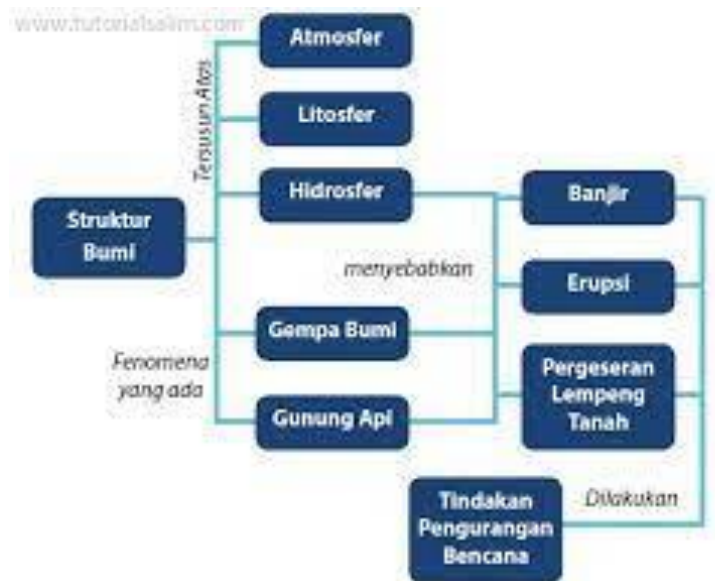 www.tutorialsalim.com
Atmosfer
Tersusun Atas
Litosfer
Hidrosfer
Banjir
Struktur
Bumi
menyebabkan
Erupsi
Gempa Bumi
Fenomena
yang ada
Pergeseran
Lempeng
Tanah
Gunung Api
Tindakan
Pengurangan
Bencana
Dilakukan